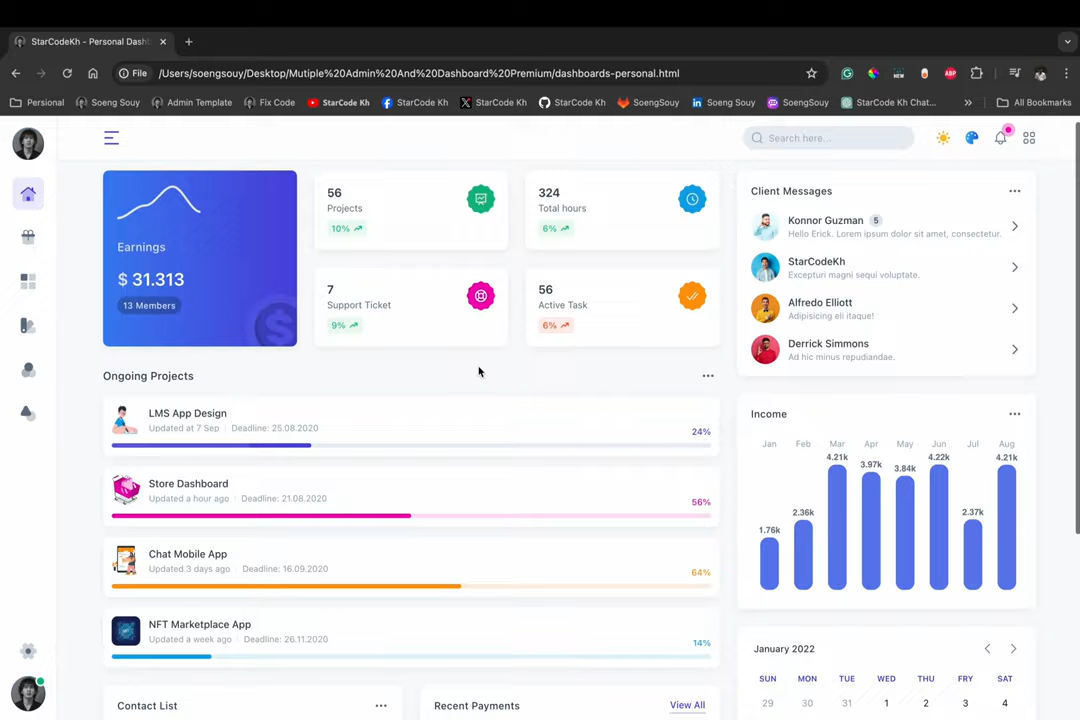 StarCodeKh - Personal Dashb
File
/Users/soengsouy/Desktop/Mutiple%20Admin%20And%20Dashboard%20Premium/dashboards-personal.html
Persional
Soeng Souy
Admin Template
Fix Code
StarCode Kh
StarCode Kh
StarCode Kh
StarCode Kh
SoengSouy
Soeng Souy
SoengSouy
StarCode Kh Chat...
All Bookmarks
NEW
ABP
Search here...
Earnings
$ 31.313
13 Members
56
Projects
10%
324
Total hours
6%
7
Support Ticket
9%
56
Active Task
6%
Client Messages
Konnor Guzman 5
Hello Erick. Lorem ipsum dolor sit amet, consectetur.
StarCodeKh
Excepturi magni sequi voluptate.
Alfredo Elliott
Adipisicing eli itaque!
Derrick Simmons
Ad hic minus repudiandae.
Ongoing Projects
LMS App Design
Updated at 7 Sep
Deadline: 25.08.2020
24%
Store Dashboard
Updated a hour ago
Deadline: 21.08.2020
56%
Chat Mobile App
Updated 3 days ago
Deadline: 16.09.2020
64%
NFT Marketplace App
Updated a week ago
Deadline: 26.11.2020
14%
Income
Jan Feb Mar Apr May Jun Jul Aug
1.76k 2.36k 4.21k 3.97k 3.84k 4.22k 2.37k 4.21k
January 2022
SUN MON TUE WED THU FRY SAT
29 30 31 1 2 3 4
Contact List
Recent Payments
View All